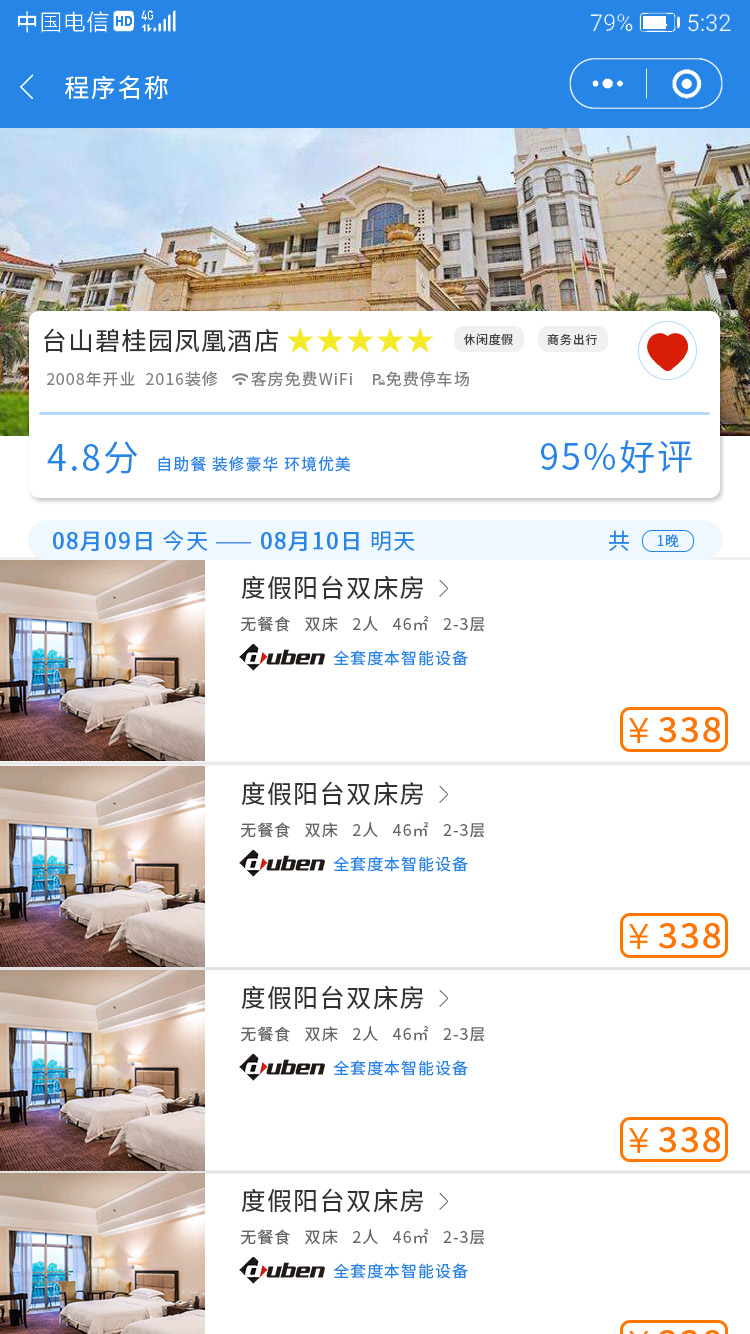 中国电信 HD 4G 79% 5:32
程序名称
台山碧桂园凤凰酒店 休闲度假 商务出行
2008年开业 2016装修 客房免费WiFi 免费停车场
4.8分 自助餐 装修豪华 环境优美 95%好评
08月09日 今天 —— 08月10日 明天 共 1晚
度假阳台双床房
无餐食 双床 2人 46㎡ 2-3层
Duben 全套度本智能设备
¥ 338
度假阳台双床房
无餐食 双床 2人 46㎡ 2-3层
Duben 全套度本智能设备
¥ 338
度假阳台双床房
无餐食 双床 2人 46㎡ 2-3层
Duben 全套度本智能设备
¥ 338
度假阳台双床房
无餐食 双床 2人 46㎡ 2-3层
Duben 全套度本智能设备